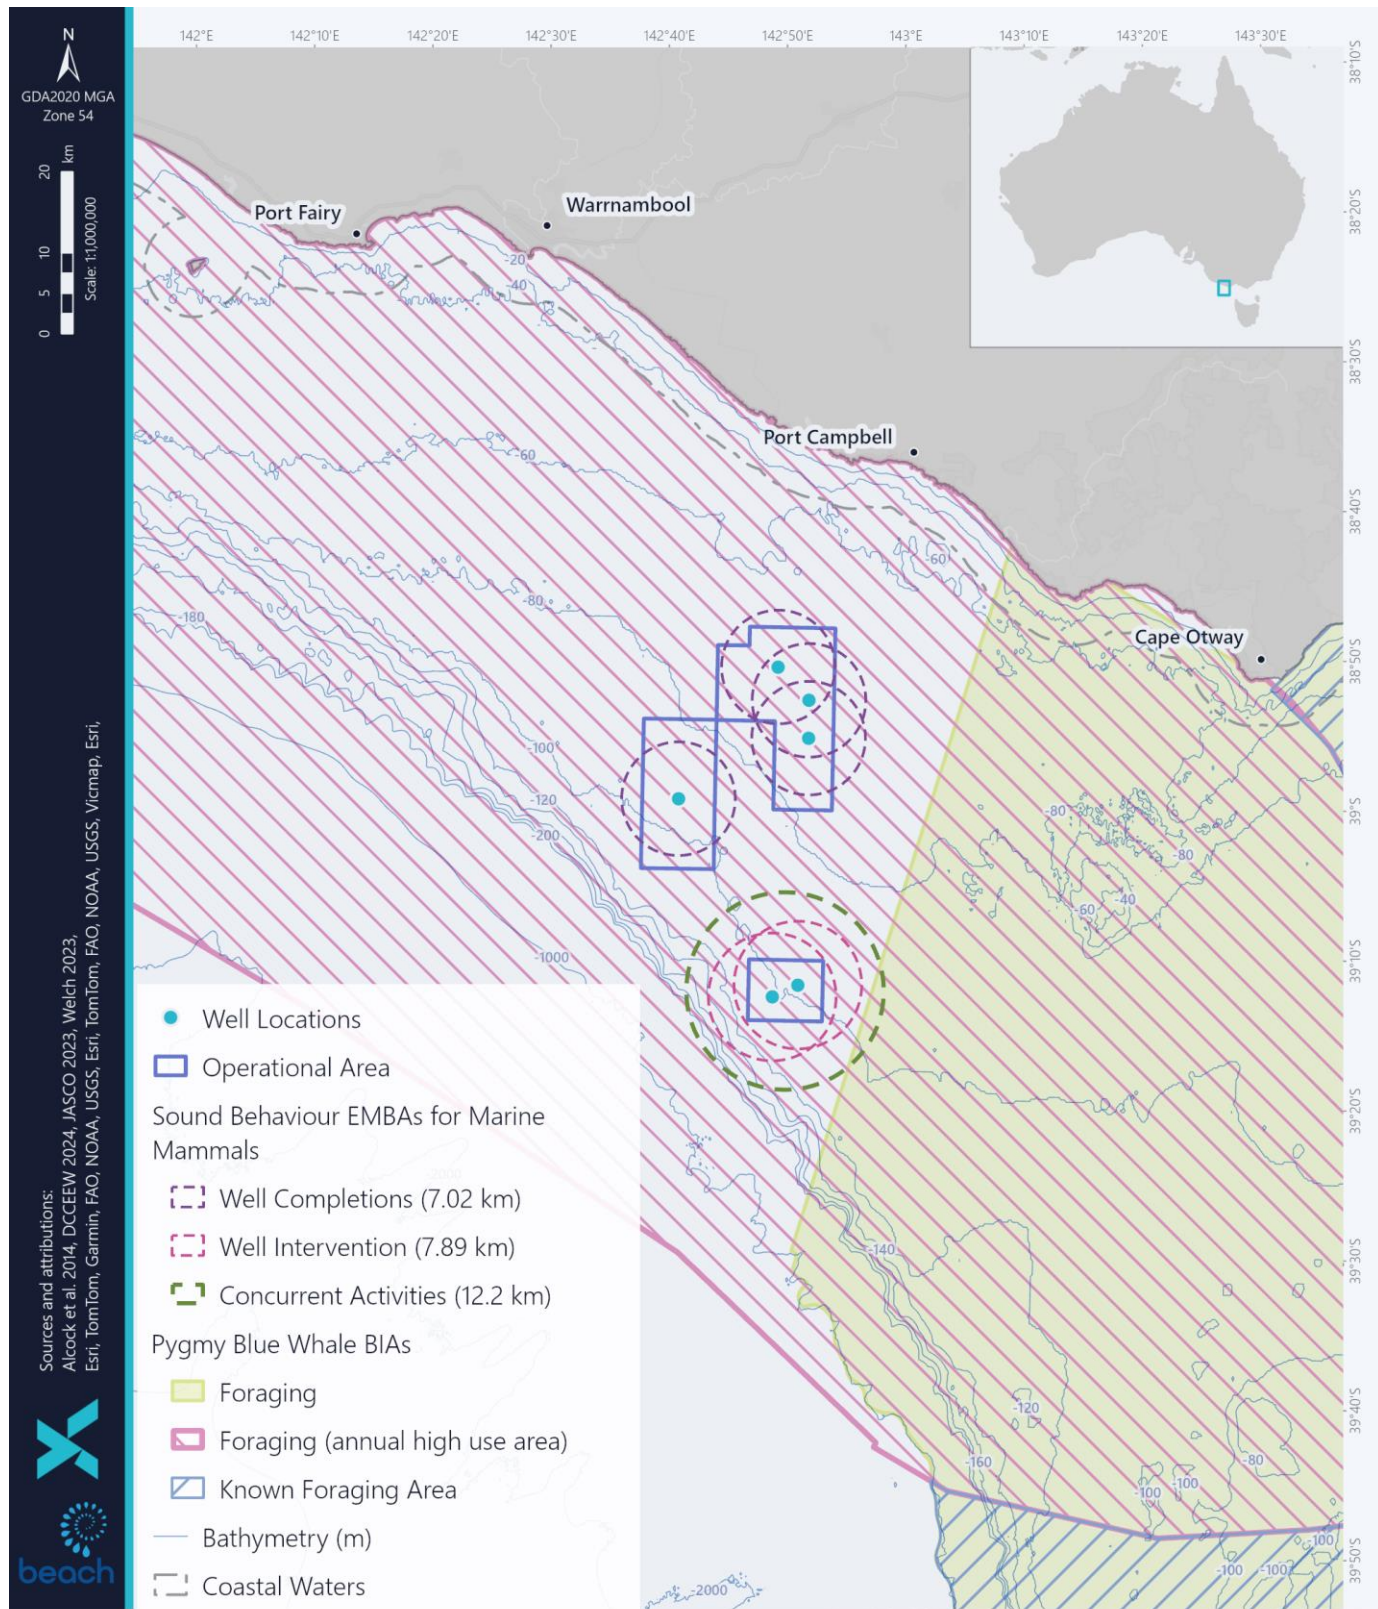 142°E
142°10'E
142°20'E
142°30'E
142°40'E
142°50'E
143°E
143°10'E
143°20'E
143°30'E
N
GDA2020 MGA
Zone 54
0
5
10
20
km
Scale: 1:1,000,000
38°10'S
38°20'S
38°30'S
38°40'S
38°50'S
39°S
39°10'S
39°20'S
39°30'S
39°40'S
39°50'S
Port Fairy
Warrnambool
Port Campbell
Cape Otway
-20
-40
-60
-60
-80
-180
-100
-120
-200
-1000
-80
-80
-60
-40
-140
-120
-160
-100
-100
-80
-100
-100
-100
-2000
Well Locations
Operational Area
Sound Behaviour EMBAs for Marine
Mammals
Well Completions (7.02 km)
Well Intervention (7.89 km)
Concurrent Activities (12.2 km)
Pygmy Blue Whale BIAs
Foraging
Foraging (annual high use area)
Known Foraging Area
Bathymetry (m)
Coastal Waters
Sources and attributions:
Alcock et al. 2014, DCCEEW 2024, JASCO 2023, Welch 2023,
Esri, TomTom, Garmin, FAO, NOAA, USGS, Esri, TomTom, FAO, NOAA, USGS, Vicmap, Esri,
beach